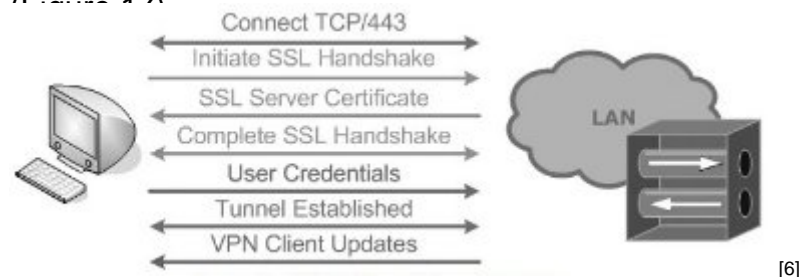 Connect TCP/443
Initiate SSL Handshake
SSL Server Certificate
LAN
Complete SSL Handshake
User Credentials
Tunnel Established
VPN Client Updates
[6]